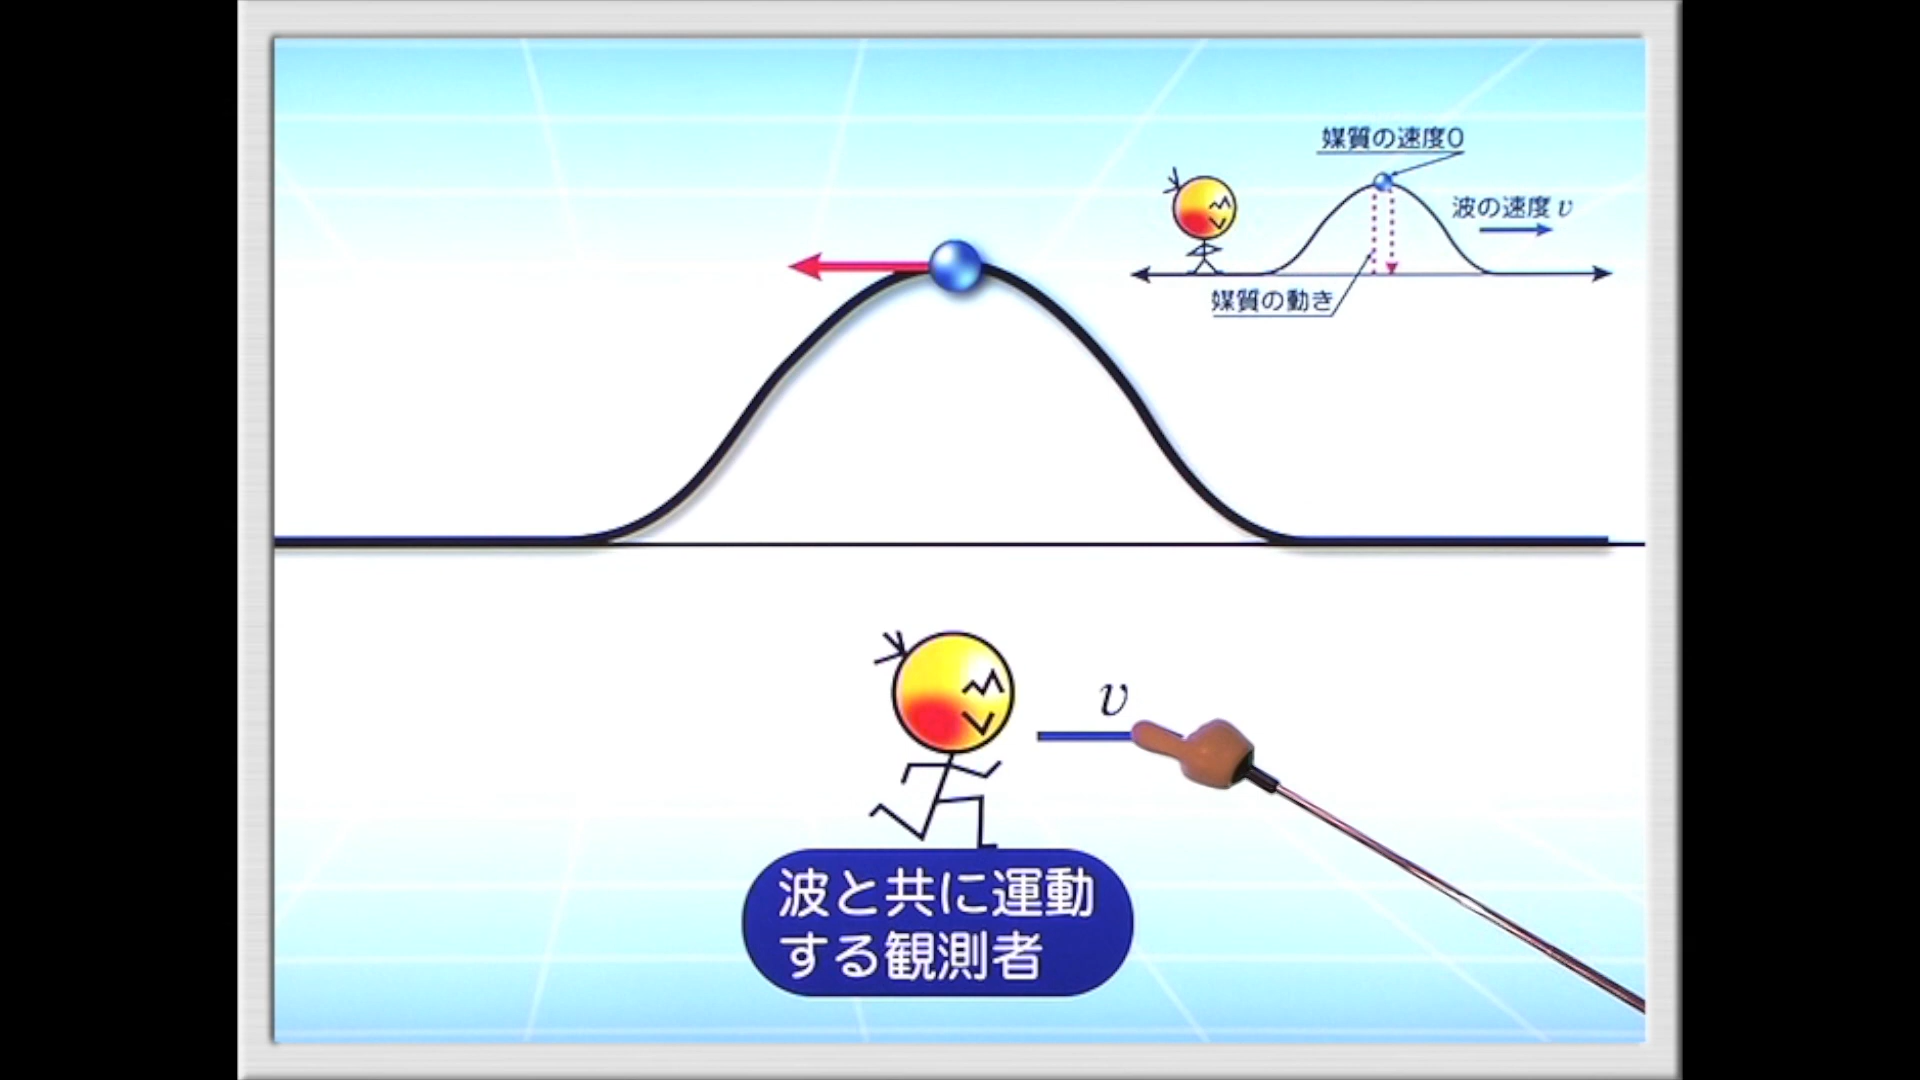 媒質の速度0
波の速度 v
媒質の動き
v
波と共に運動
する観測者